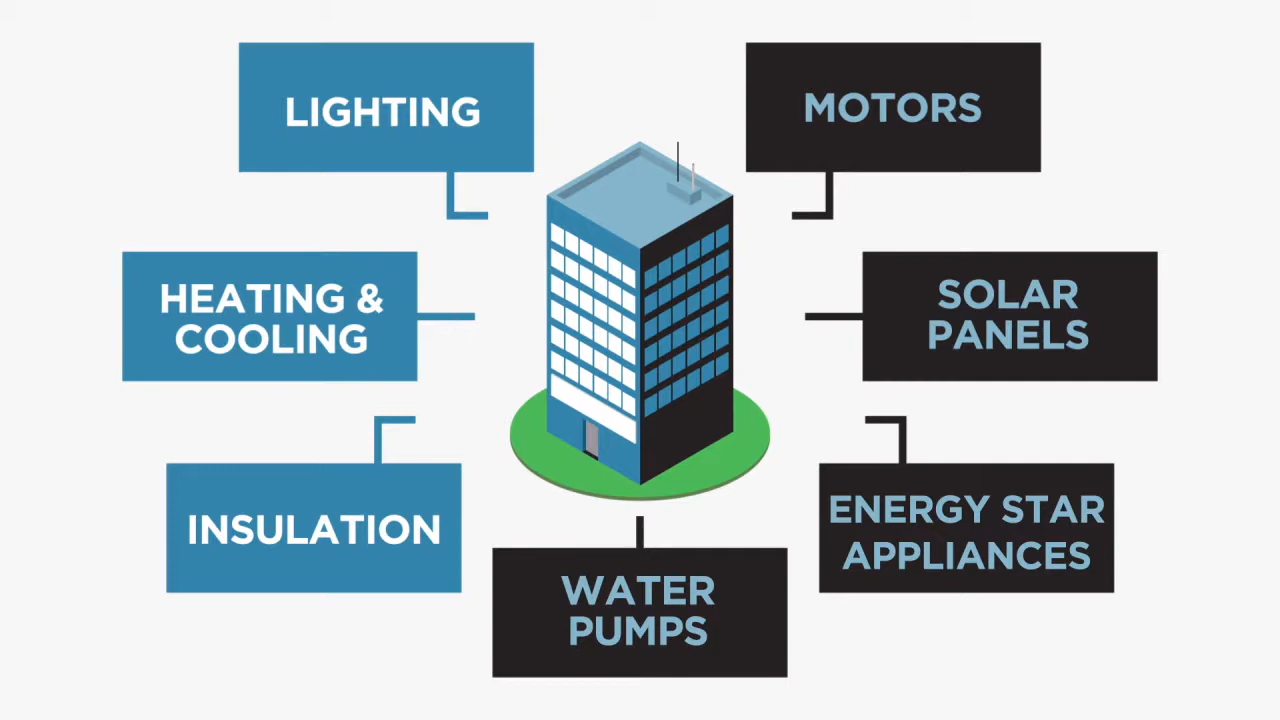 LIGHTING
MOTORS
HEATING &
COOLING
SOLAR
PANELS
INSULATION
ENERGY STAR
APPLIANCES
WATER
PUMPS